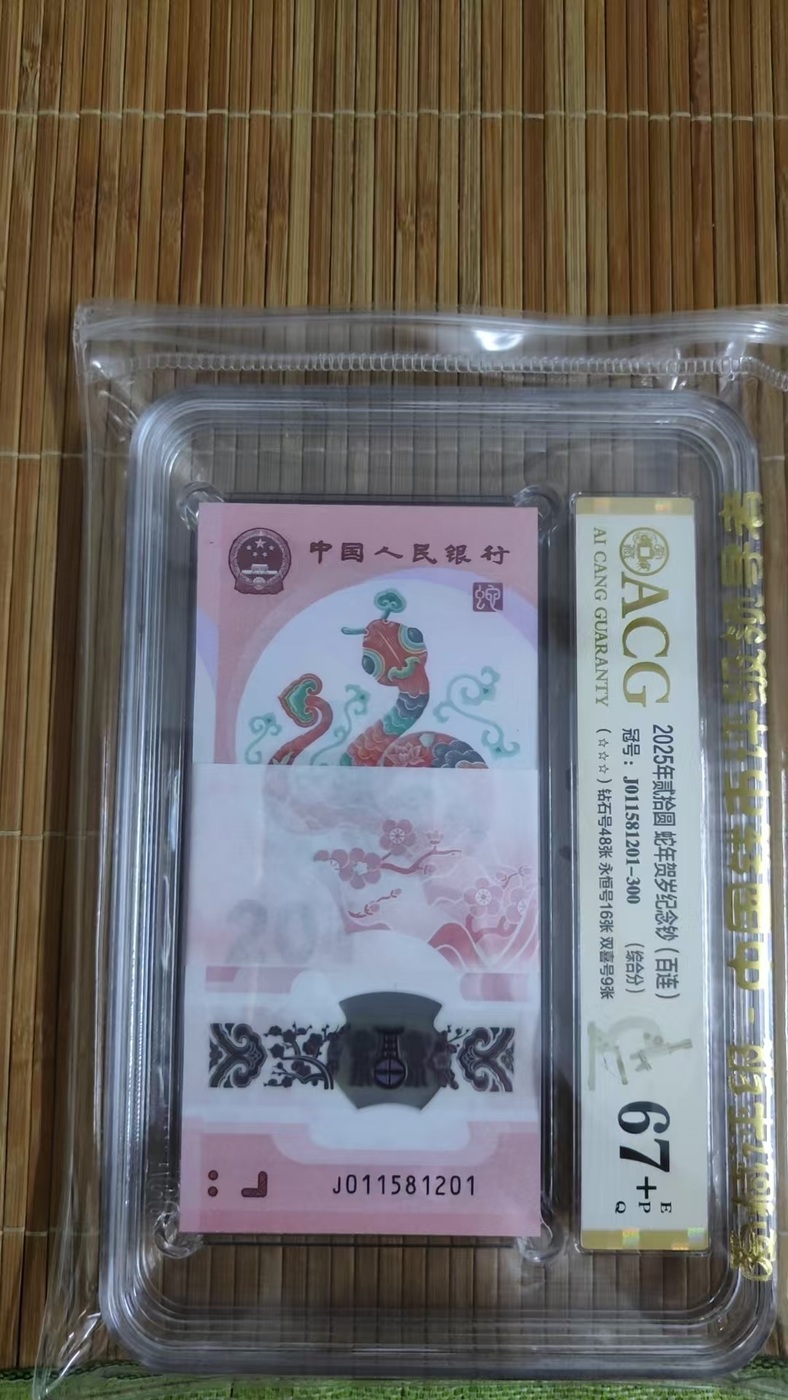 中国人民银行
20
J011581201
ACG
AI CANG GUARANTY
2025年贰拾圆 蛇年贺岁纪念钞（百连）
冠号：J011581201-300 （综合分）
（☆☆☆）钻石号48张 永恒号16张 双喜号9张
67+
E
P
Q